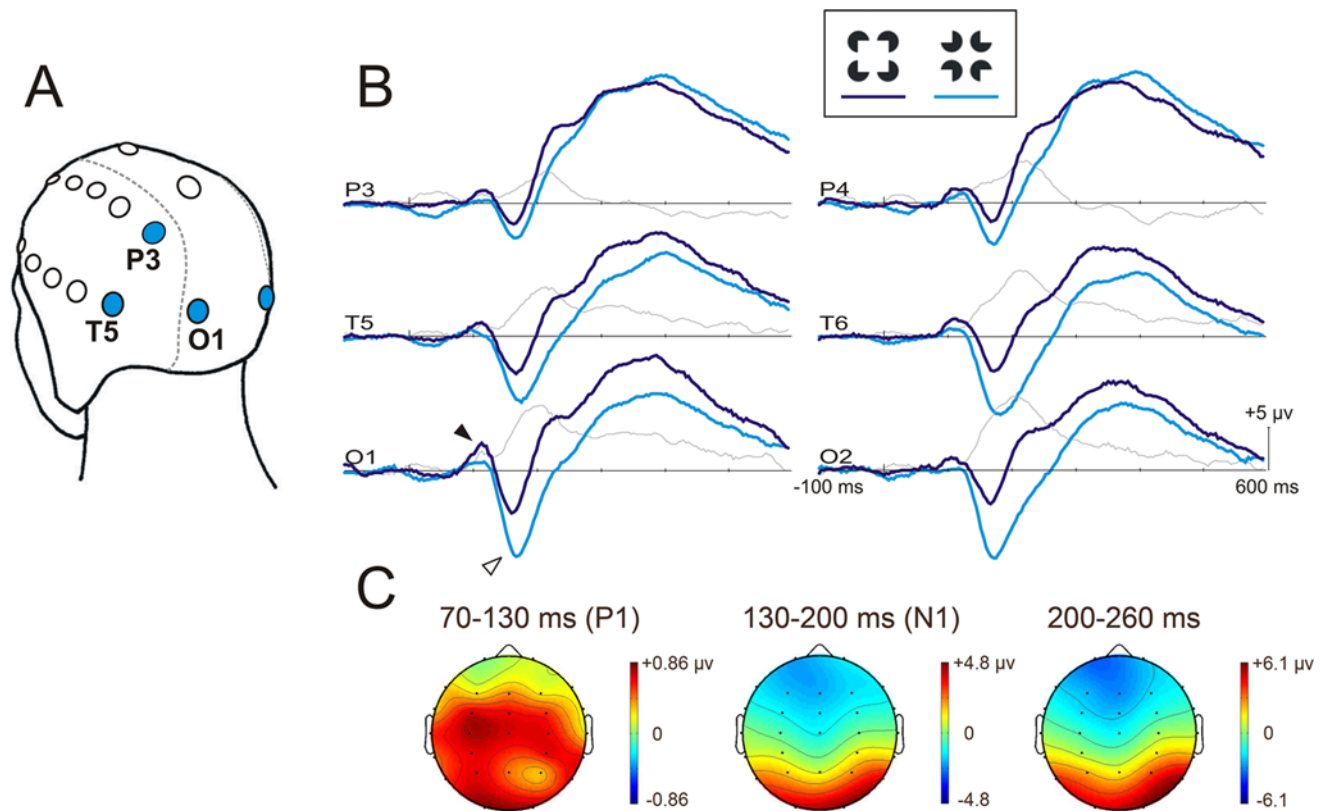 A
B
P3
T5
O1
P3
P4
T5
T6
O1
O2
+5 µv
-100 ms
600 ms
C
70-130 ms (P1)
130-200 ms (N1)
200-260 ms
+0.86 µv
+4.8 µv
+6.1 µv
0
0
0
-0.86
-4.8
-6.1